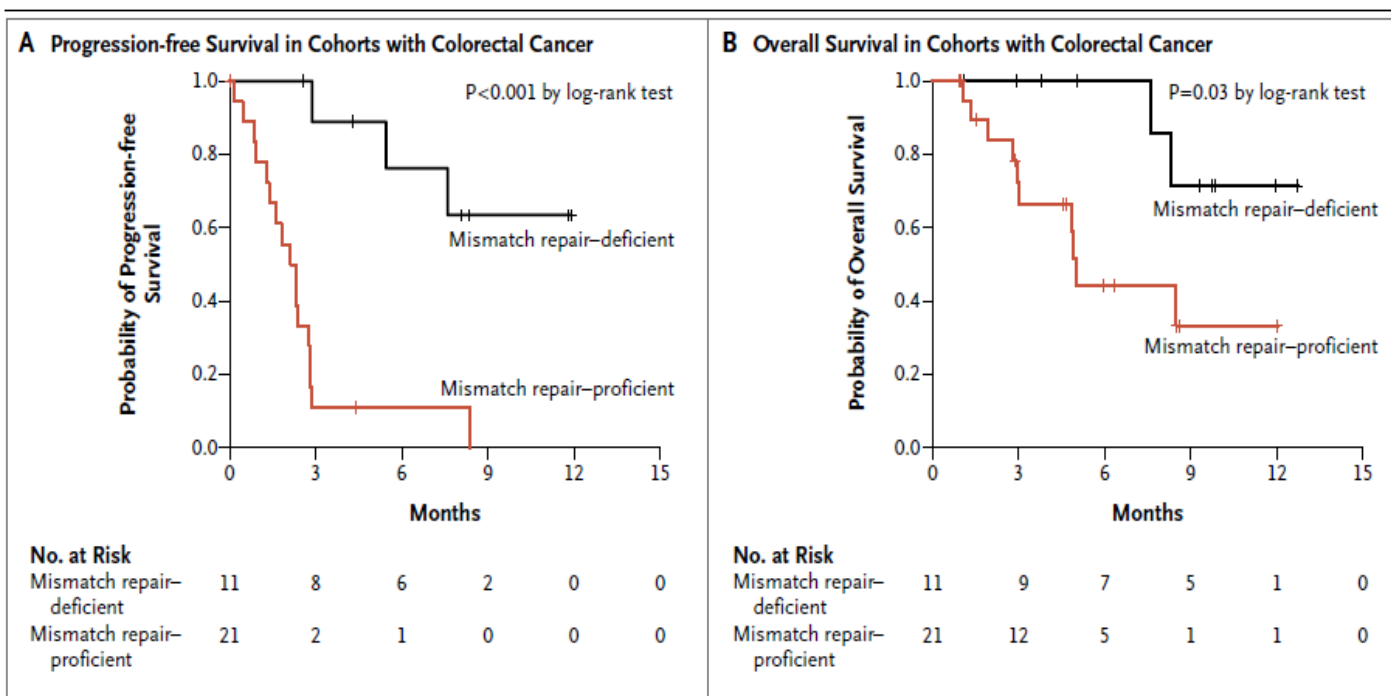 A Progression-free Survival in Cohorts with Colorectal Cancer
Probability of Progression-free
Survival
1.0
0.8
0.6
0.4
0.2
0.0
P<0.001 by log-rank test
Mismatch repair–deficient
Mismatch repair–proficient
0 3 6 9 12 15
Months
No. at Risk
Mismatch repair–
deficient
11 8 6 2 0 0
Mismatch repair–
proficient
21 2 1 0 0 0
B Overall Survival in Cohorts with Colorectal Cancer
Probability of Overall Survival
1.0
0.8
0.6
0.4
0.2
0.0
P=0.03 by log-rank test
Mismatch repair–deficient
Mismatch repair–proficient
0 3 6 9 12 15
Months
No. at Risk
Mismatch repair–
deficient
11 9 7 5 1 0
Mismatch repair–
proficient
21 12 5 1 1 0